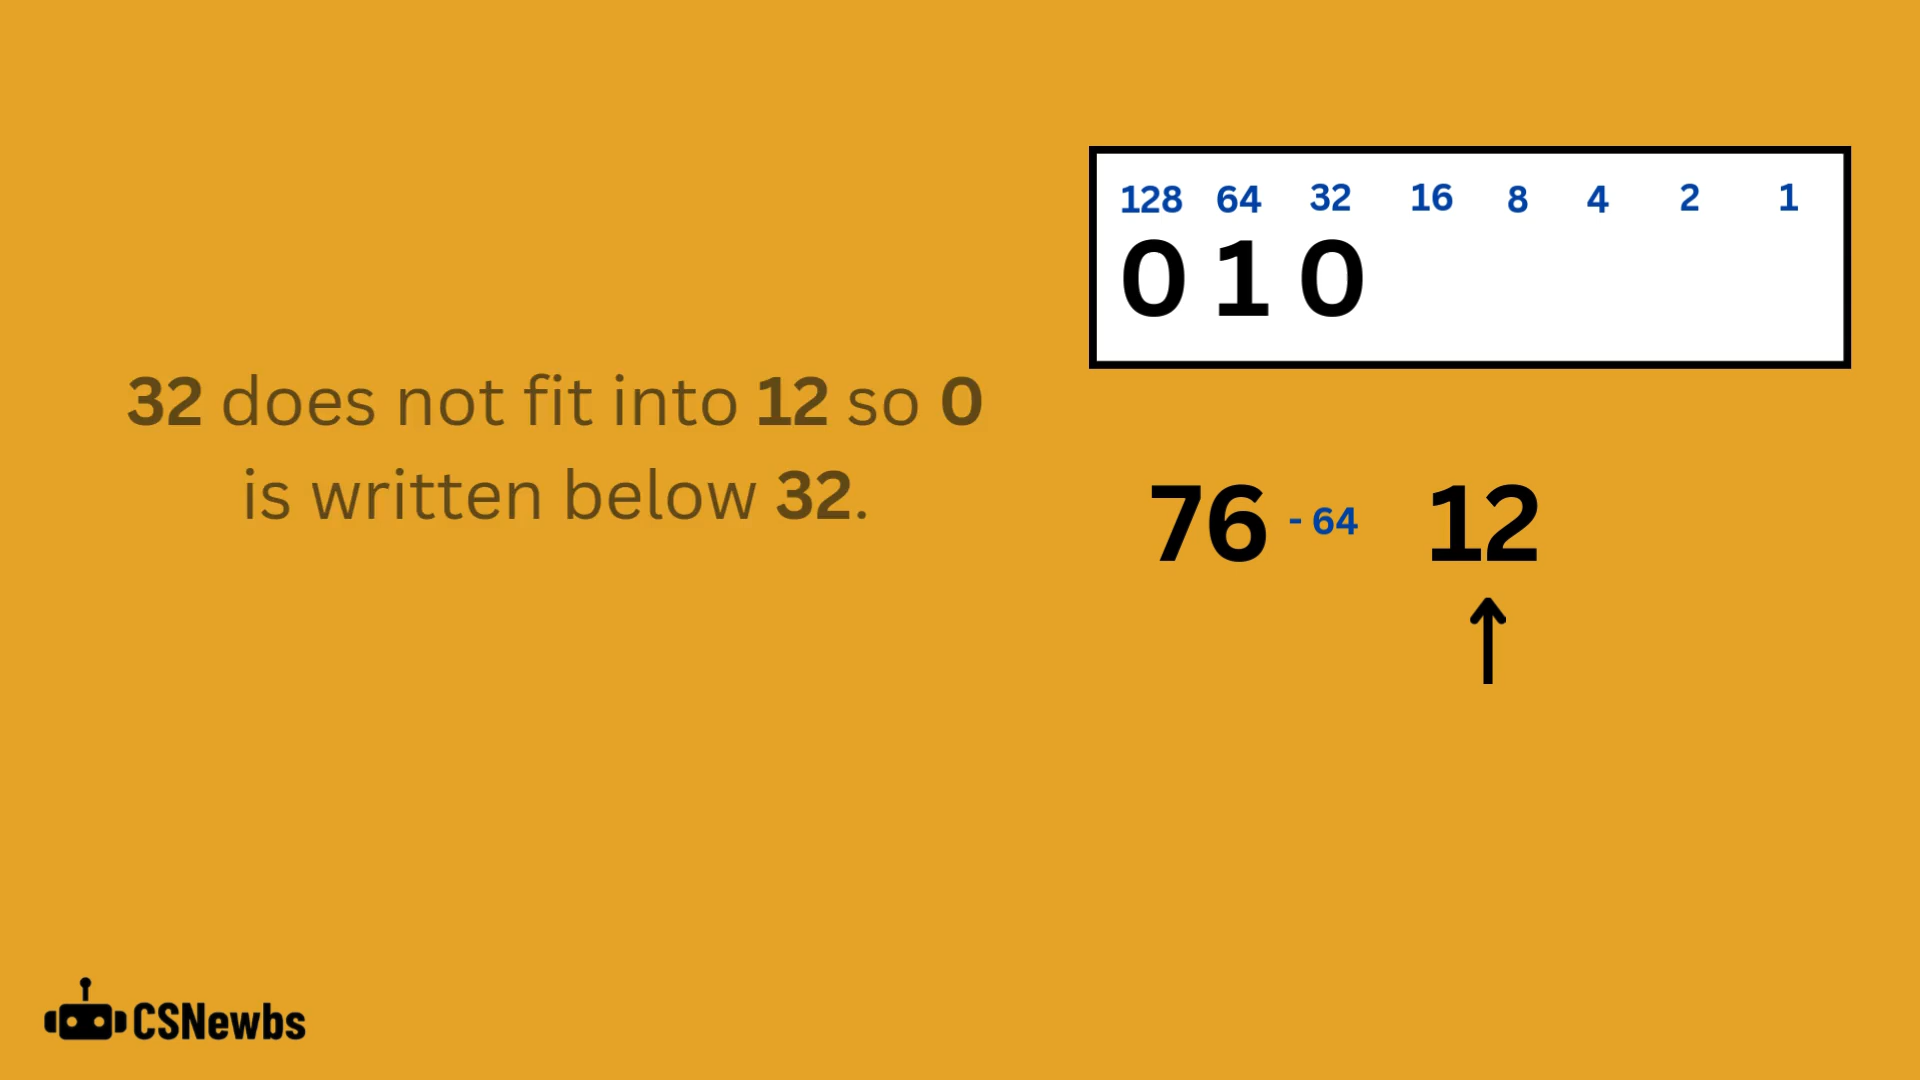 32 does not fit into 12 so 0
is written below 32.
128 64 32 16 8 4 2 1
0 1 0
76 - 64 12
CSNewbs